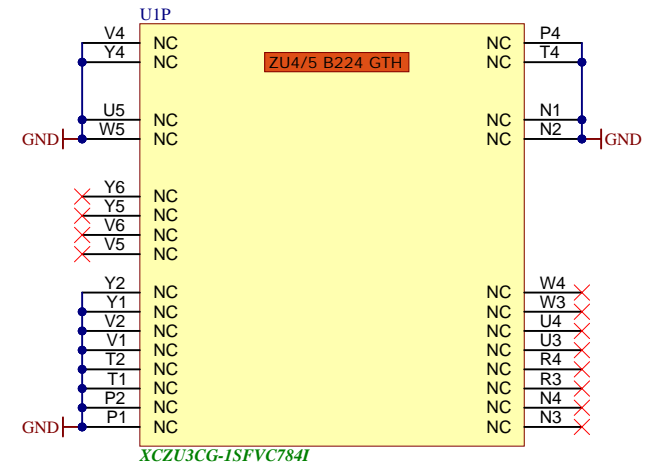 U1P
V4 NC NC P4
Y4 NC ZU4/5 B224 GTH NC T4
U5 NC NC N1
GND W5 NC NC N2 GND
Y6 NC
Y5 NC
V6 NC
V5 NC
Y2 NC NC W4
Y1 NC NC W3
V2 NC NC U4
V1 NC NC U3
T2 NC NC R4
T1 NC NC R3
P2 NC NC N4
GND P1 NC NC N3
XCZU3CG-1SFVC784I